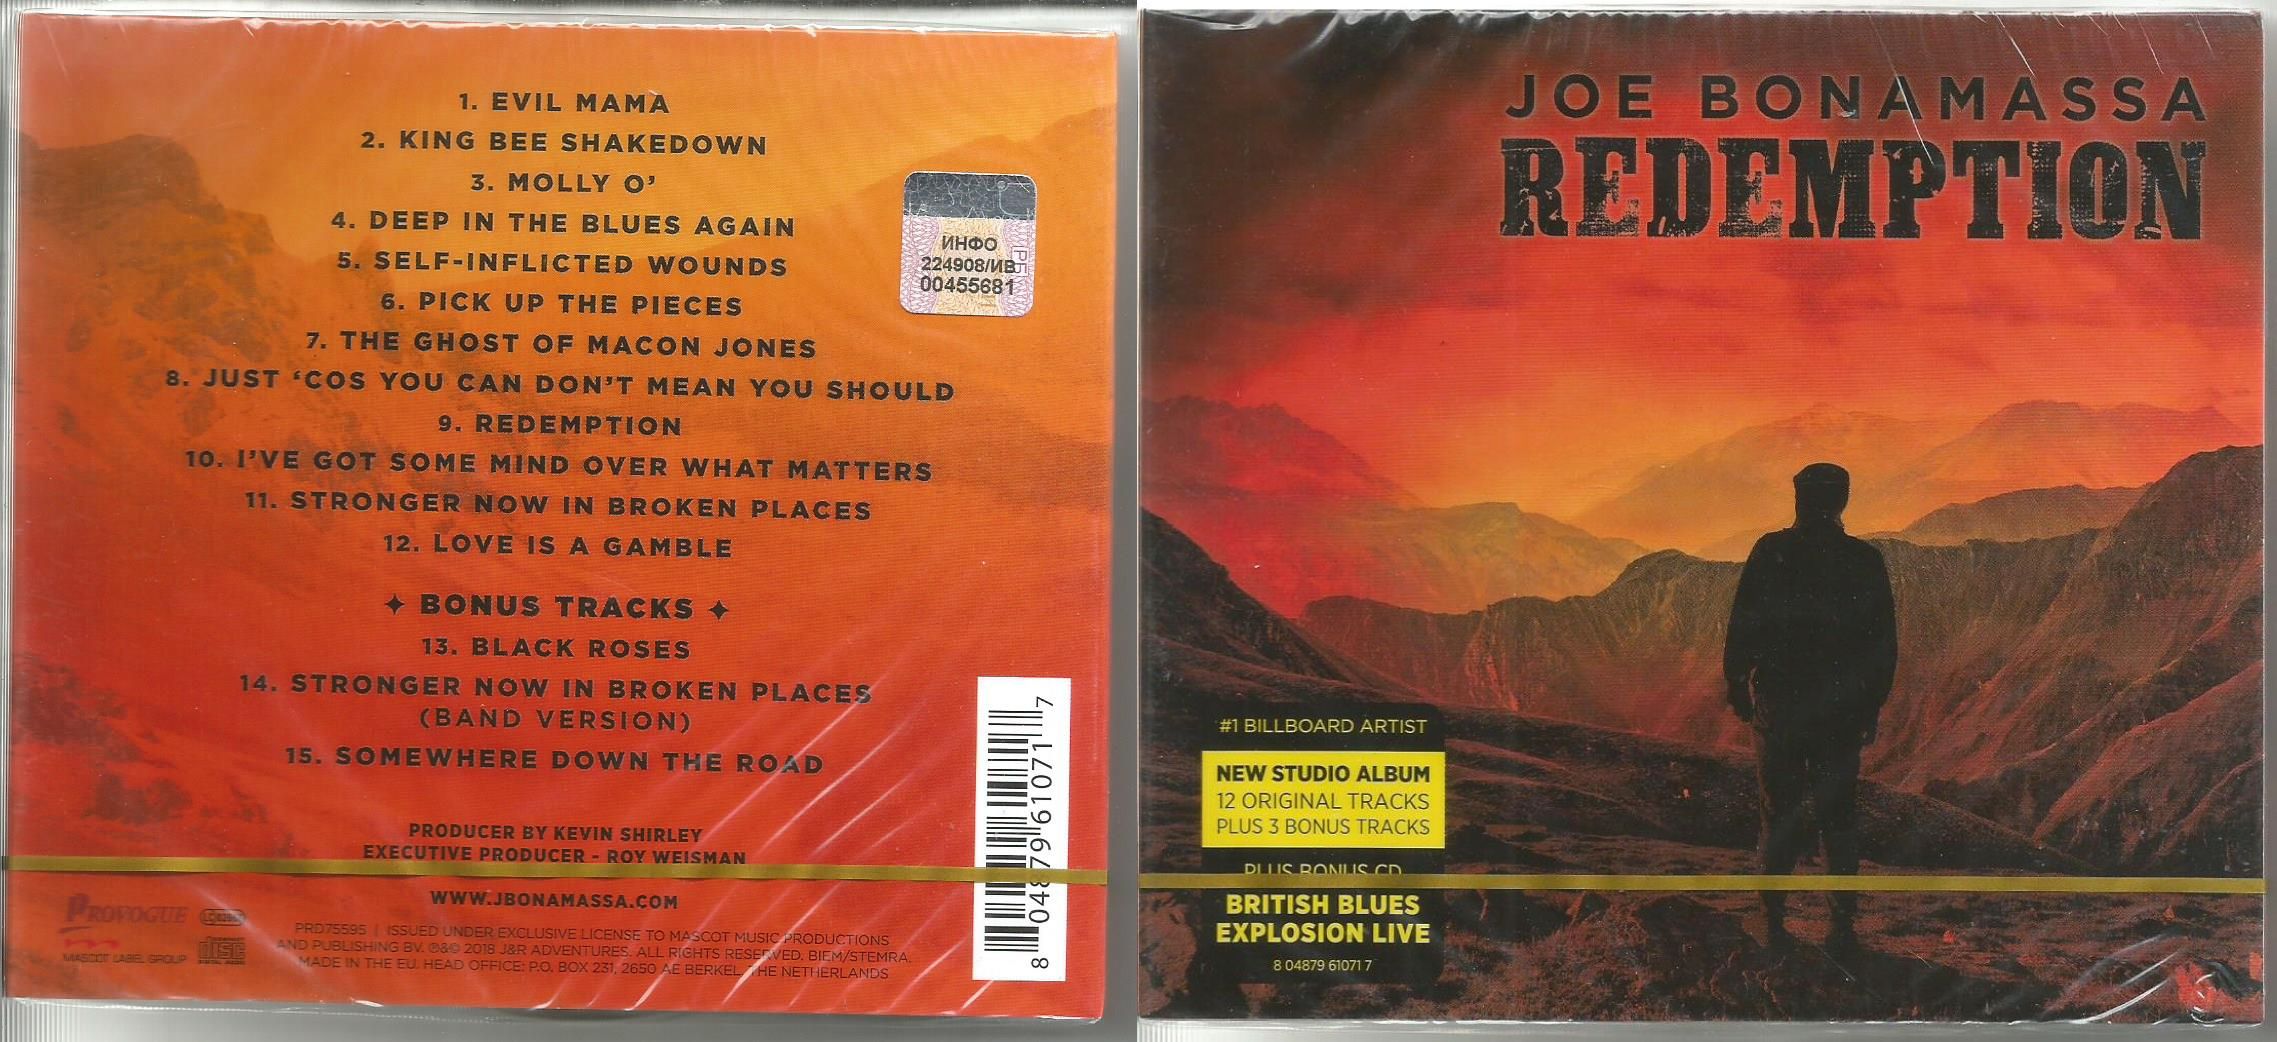 1. EVIL MAMA
2. KING BEE SHAKEDOWN
3. MOLLY O’
4. DEEP IN THE BLUES AGAIN
5. SELF-INFLICTED WOUNDS
6. PICK UP THE PIECES
7. THE GHOST OF MACON JONES
8. JUST ‘COS YOU CAN DON’T MEAN YOU SHOULD
9. REDEMPTION
10. I’VE GOT SOME MIND OVER WHAT MATTERS
11. STRONGER NOW IN BROKEN PLACES
12. LOVE IS A GAMBLE
✦ BONUS TRACKS ✦
13. BLACK ROSES
14. STRONGER NOW IN BROKEN PLACES
(BAND VERSION)
15. SOMEWHERE DOWN THE ROAD
PRODUCER BY KEVIN SHIRLEY
EXECUTIVE PRODUCER - ROY WEISMAN
WWW.JBONAMASSA.COM
PROVOGUE
MASCOT LABEL GROUP
COMPACT
disc
DIGITAL AUDIO
PRD75595 | ISSUED UNDER EXCLUSIVE LICENSE TO MASCOT MUSIC PRODUCTIONS
AND PUBLISHING BV. ℗&© 2018 J&R ADVENTURES. ALL RIGHTS RESERVED. BIEM/STEMRA.
MADE IN THE EU. HEAD OFFICE: P.O. BOX 231, 2650 AE BERKEL, THE NETHERLANDS
ИНФО
224908/ИВ
00455681
8 04879 61071 7
JOE BONAMASSA
REDEMPTION
#1 BILLBOARD ARTIST
NEW STUDIO ALBUM
12 ORIGINAL TRACKS
PLUS 3 BONUS TRACKS
PLUS BONUS CD
BRITISH BLUES
EXPLOSION LIVE
8 04879 61071 7